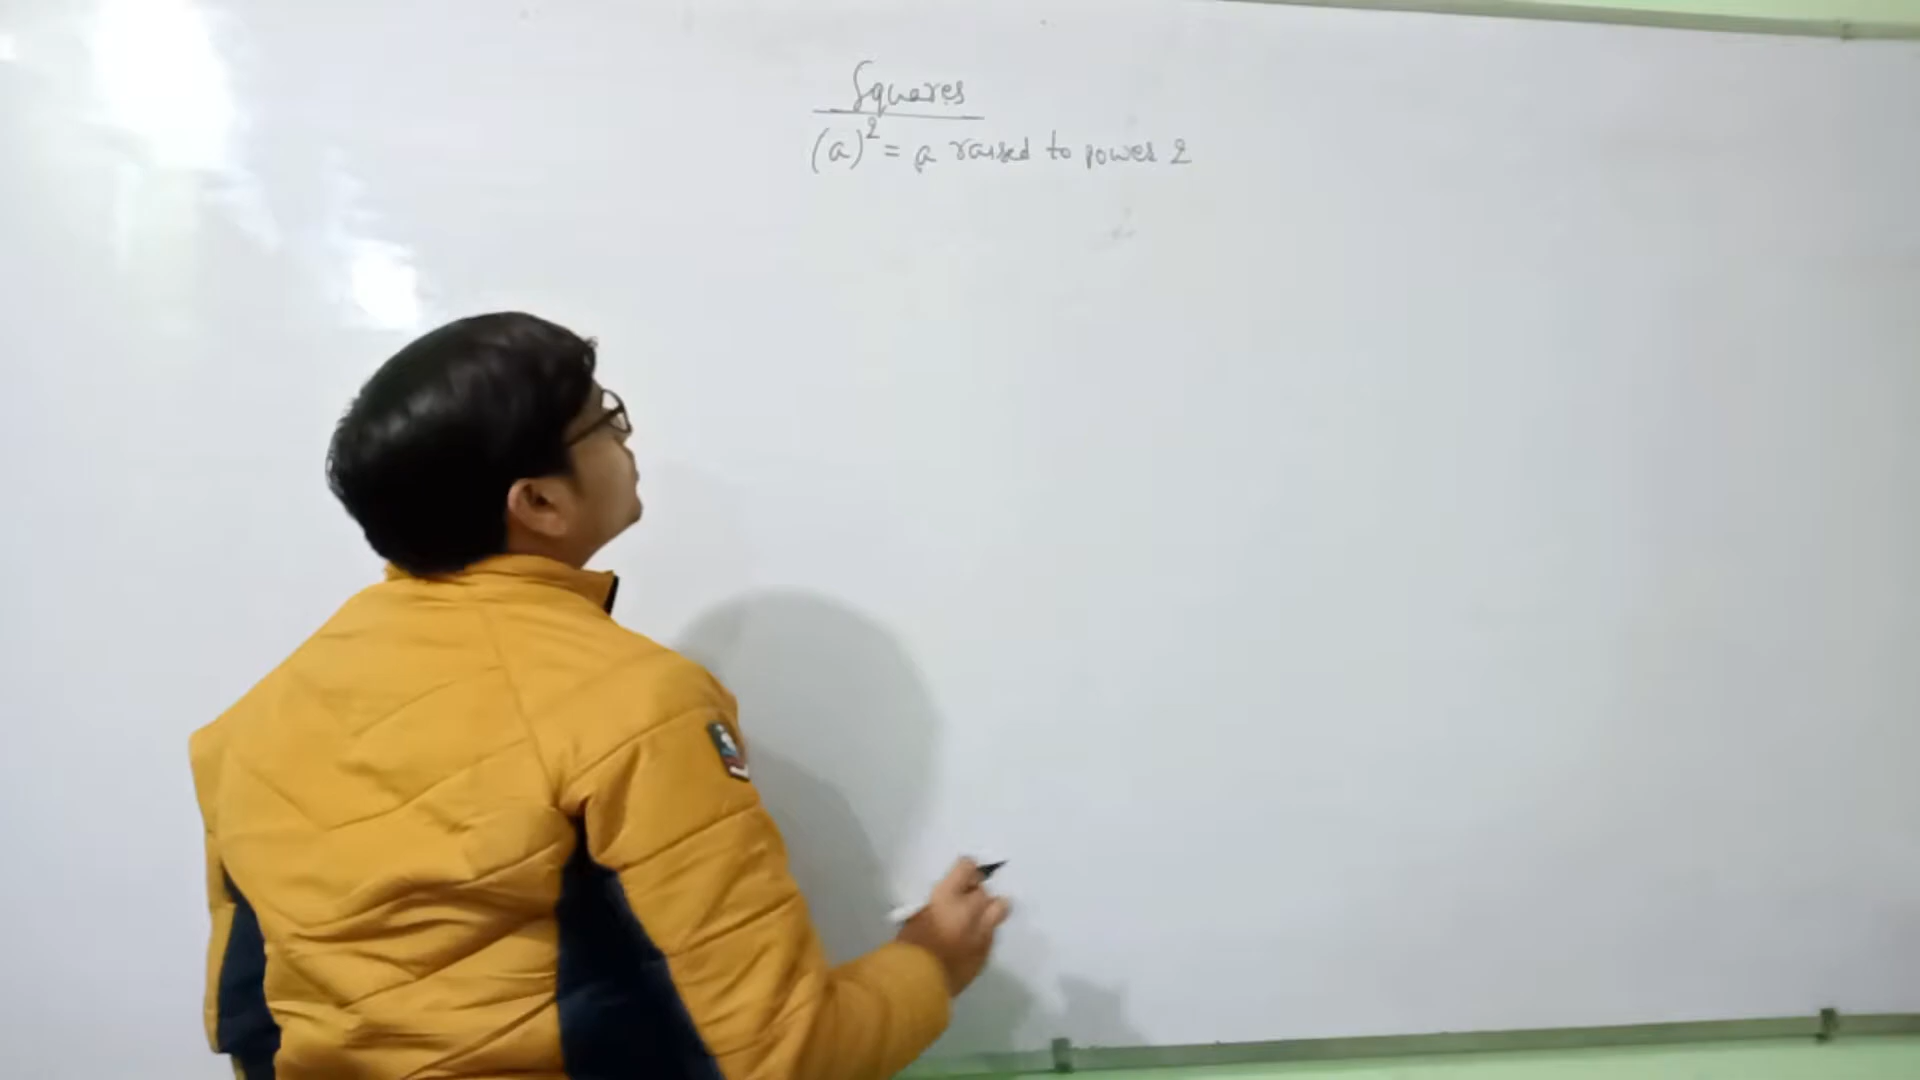 Squares
(a)² = a raised to power 2